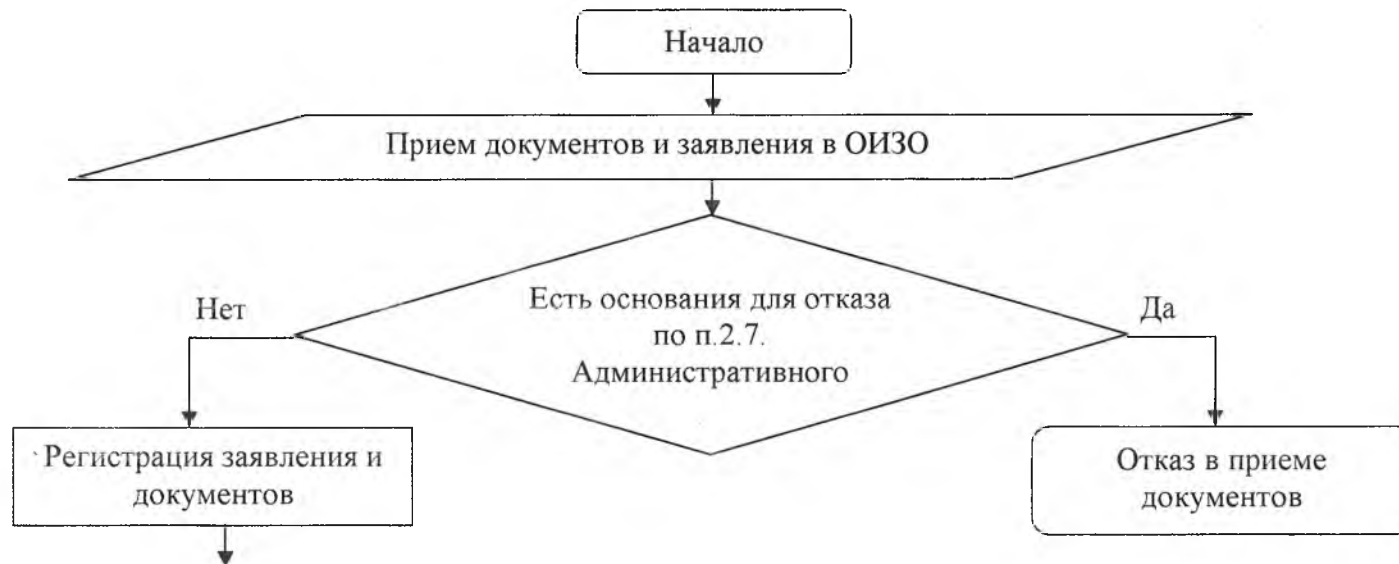 Начало
Прием документов и заявления в ОИЗО
Есть основания для отказа
по п.2.7.
Административного
Нет
Да
Регистрация заявления и
документов
Отказ в приеме
документов